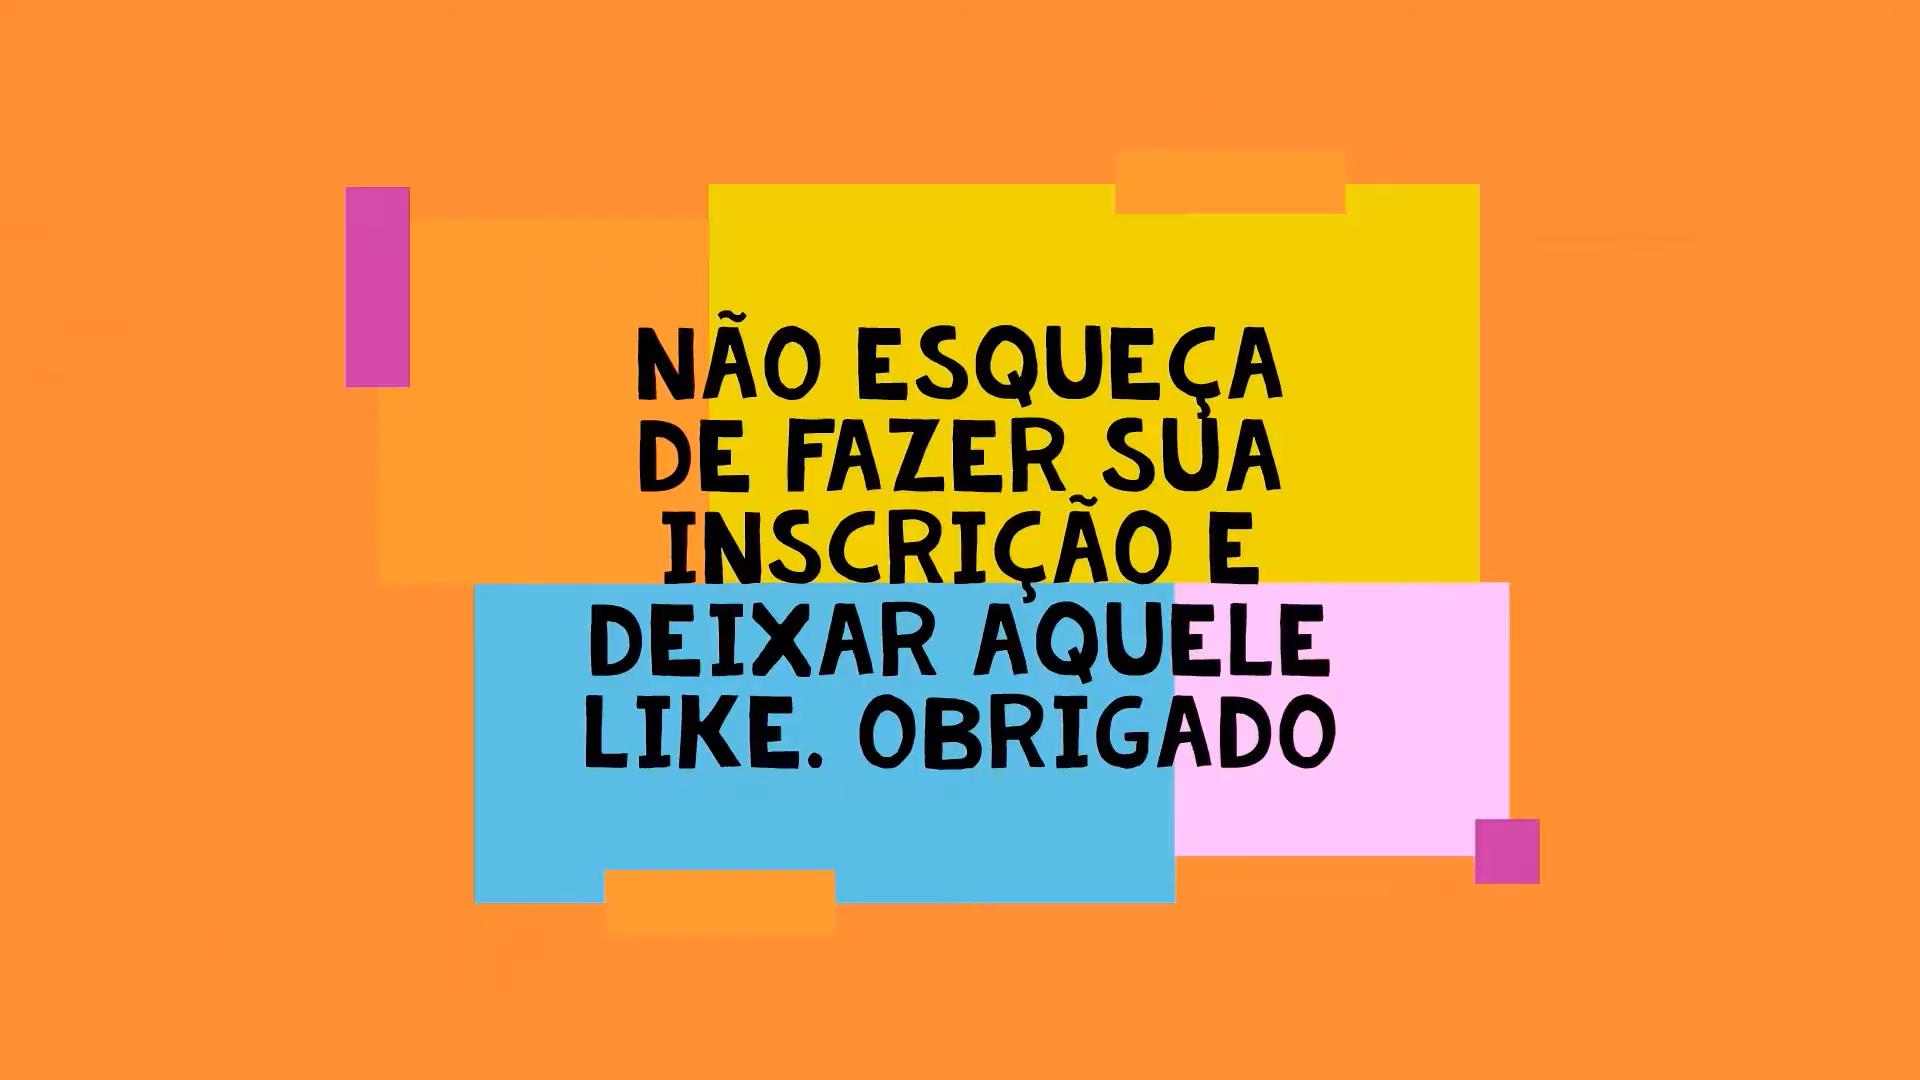 NÃO ESQUEÇA
DE FAZER SUA
INSCRIÇÃO E
DEIXAR AQUELE
LIKE. OBRIGADO